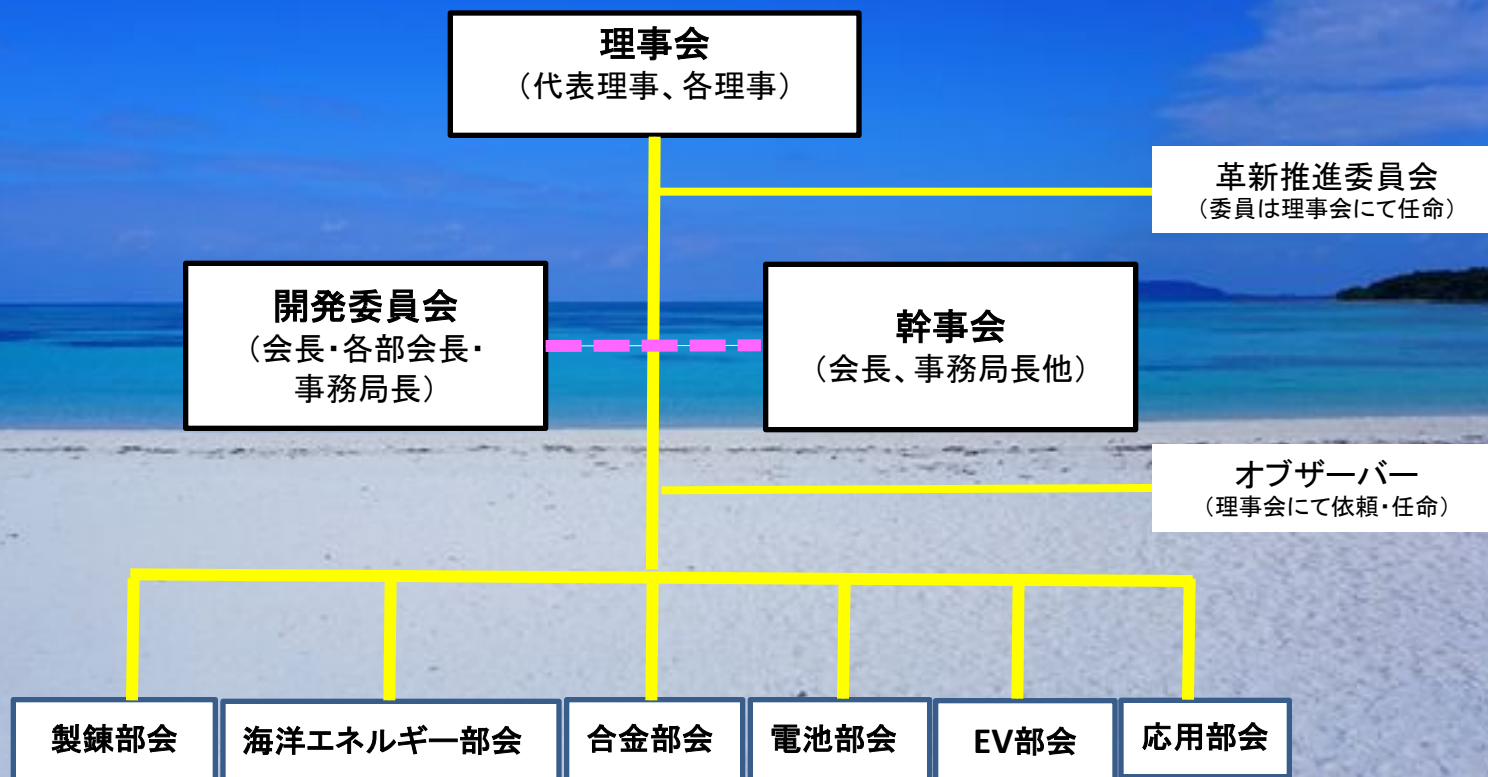 理事会
（代表理事、各理事）
革新推進委員会
（委員は理事会にて任命）
開発委員会
（会長・各部会長・
事務局長）
幹事会
（会長、事務局長他）
オブザーバー
（理事会にて依頼・任命）
製錬部会
海洋エネルギー部会
合金部会
電池部会
EV部会
応用部会